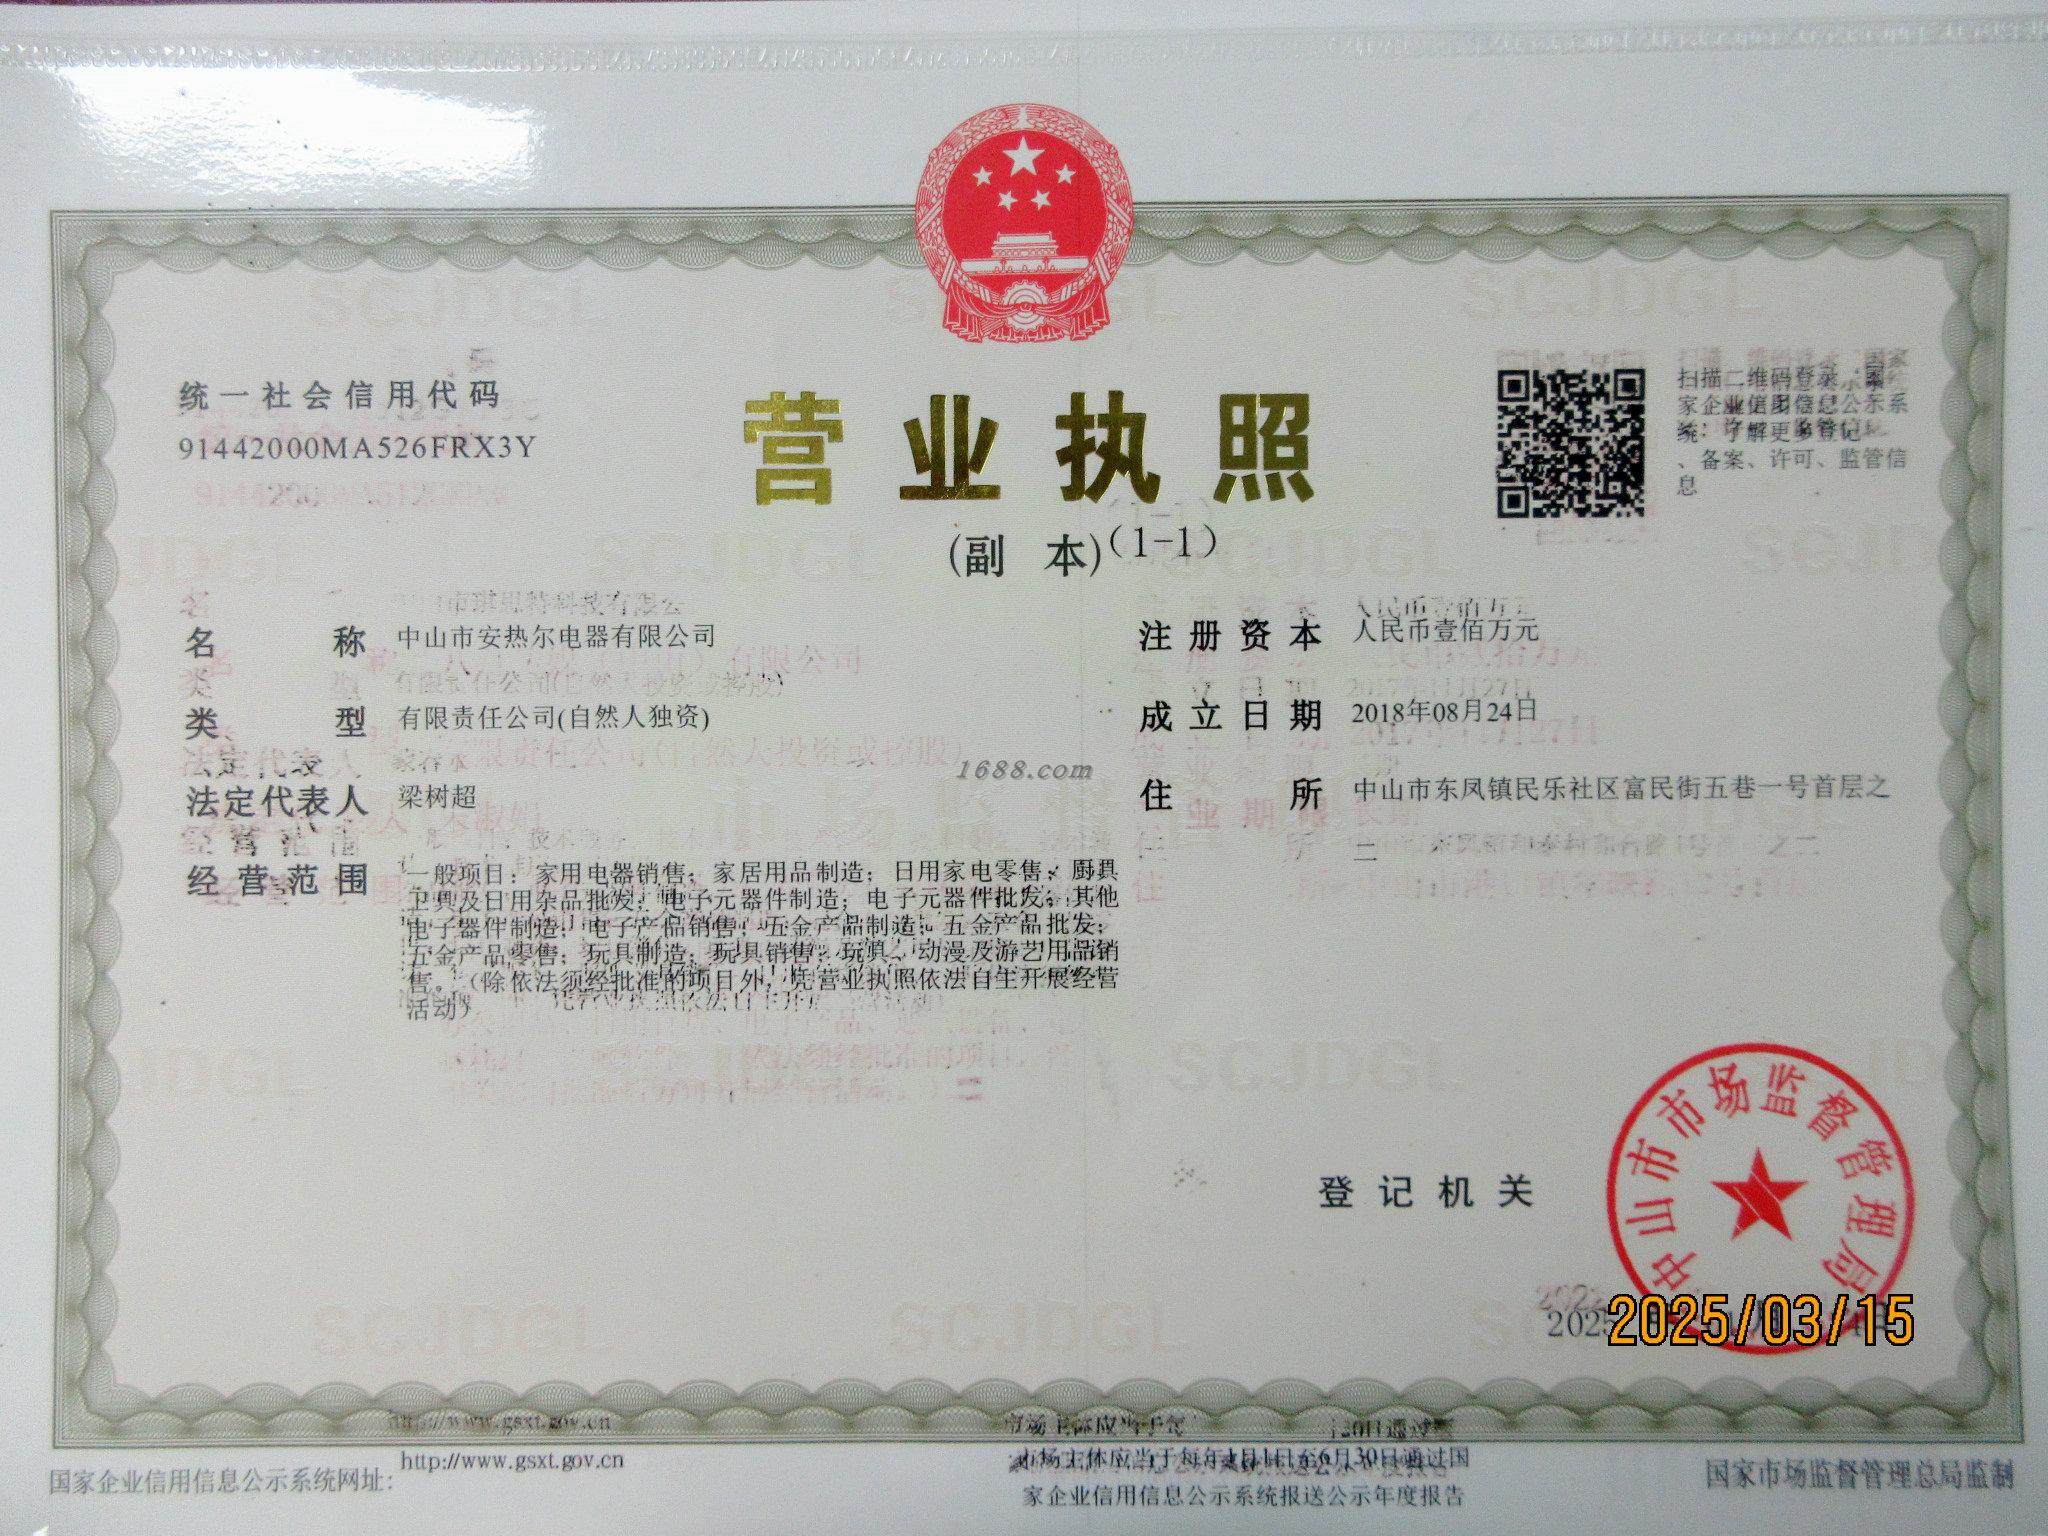 统一社会信用代码
91442000MA526FRX3Y
营业执照
(副 本)(1-1)
扫描二维码登录‘国
家企业信用信息公示系
统’了解更多登记
、备案、许可、监管信
息
名 称 中山市安热尔电器有限公司
类 型 有限责任公司(自然人独资)
法定代表人 梁树超
经营范围 一般项目：家用电器销售；家居用品制造；日用家电零售；厨具
卫具及日用杂品批发；电子元器件制造；电子元器件批发；其他
电子器件制造；电子产品销售；五金产品制造；五金产品批发；
五金产品零售；玩具制造；玩具销售；玩具、动漫及游艺用品销
售。（除依法须经批准的项目外，凭营业执照依法自主开展经营
活动）
注册资本 人民币壹佰万元
成立日期 2018年08月24日
住 所 中山市东凤镇民乐社区富民街五巷一号首层之
二
1688.com
登记机关
中山市市场监督管理局
2025
2025/03/15
http://www.gsxt.gov.cn
国家企业信用信息公示系统网址:
市场主体应当于每年1月1日至6月30日通过国
家企业信用信息公示系统报送公示年度报告
国家市场监督管理总局监制